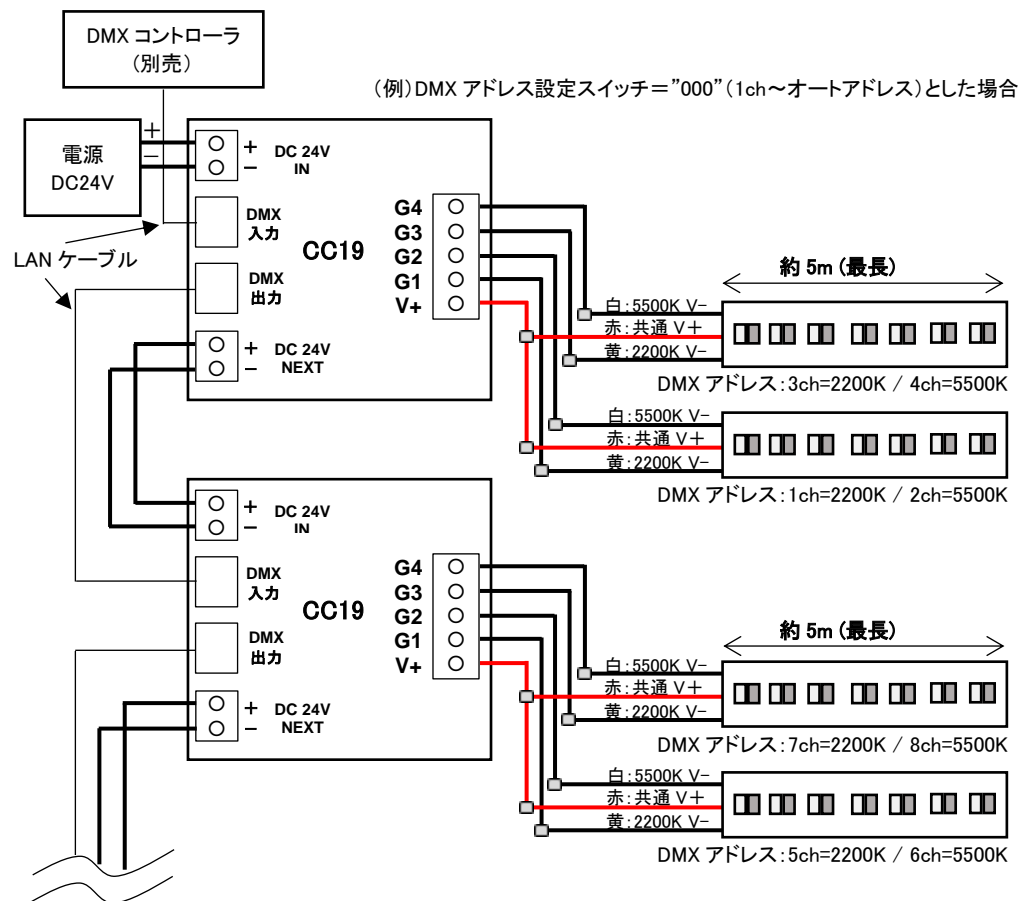 DMX コントローラ
(別売)
(例)DMX アドレス設定スイッチ=”000”(1ch~オートアドレス)とした場合
電源
DC24V
+
−
LAN ケーブル
+ DC 24V
− IN
DMX
入力
CC19
DMX
出力
+ DC 24V
− NEXT
G4
G3
G2
G1
V+
約 5m (最長)
白:5500K V-
赤:共通 V+
黄:2200K V-
DMX アドレス:3ch=2200K / 4ch=5500K
白:5500K V-
赤:共通 V+
黄:2200K V-
DMX アドレス:1ch=2200K / 2ch=5500K
+ DC 24V
− IN
DMX
入力
CC19
DMX
出力
+ DC 24V
− NEXT
G4
G3
G2
G1
V+
約 5m (最長)
白:5500K V-
赤:共通 V+
黄:2200K V-
DMX アドレス:7ch=2200K / 8ch=5500K
白:5500K V-
赤:共通 V+
黄:2200K V-
DMX アドレス:5ch=2200K / 6ch=5500K